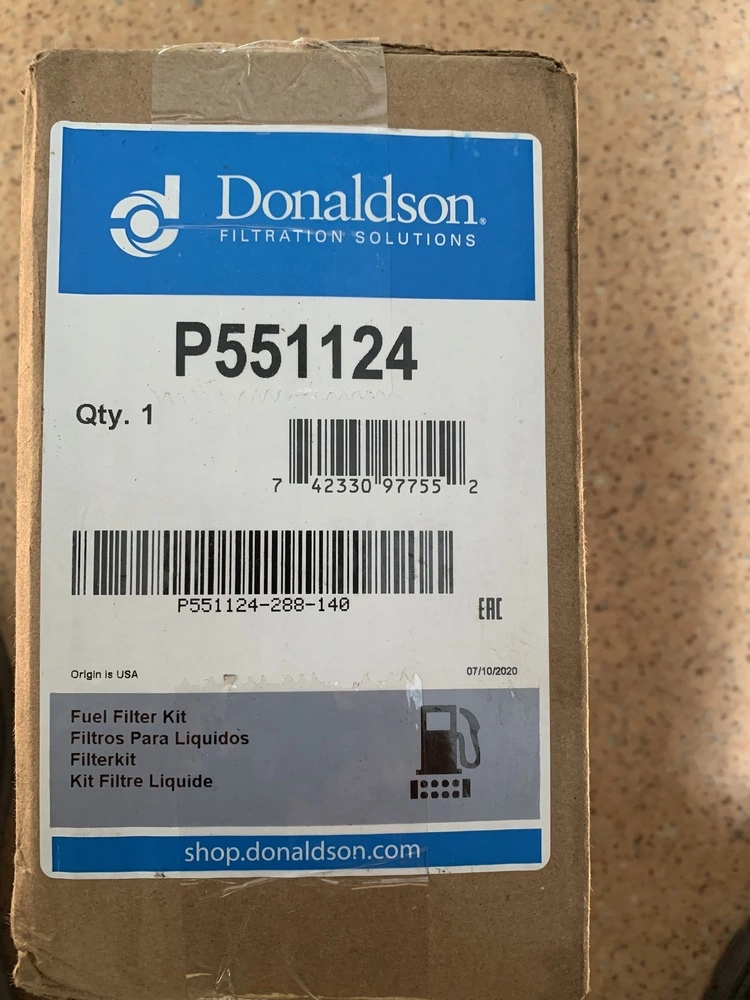 Donaldson®
FILTRATION SOLUTIONS
P551124
Qty. 1
7 42330 97755 2
P551124-288-140
EAC
Origin is USA
07/10/2020
Fuel Filter Kit
Filtros Para Liquidos
Filterkit
Kit Filtre Liquide
shop.donaldson.com